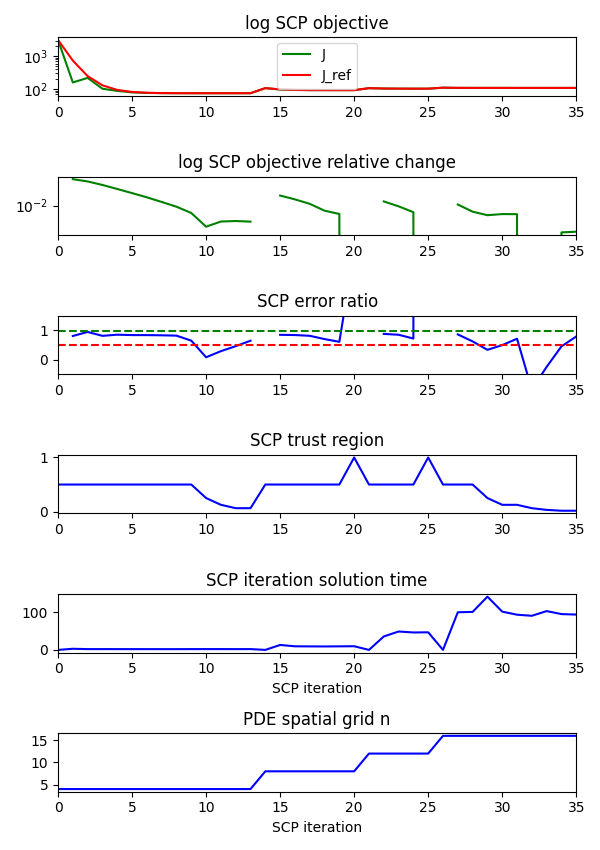 log SCP objective
10³
10²
J
J_ref
0 5 10 15 20 25 30 35
log SCP objective relative change
10⁻²
0 5 10 15 20 25 30 35
SCP error ratio
1
0
0 5 10 15 20 25 30 35
SCP trust region
1
0
0 5 10 15 20 25 30 35
SCP iteration solution time
100
0
0 5 10 15 20 25 30 35
SCP iteration
PDE spatial grid n
15
10
5
0 5 10 15 20 25 30 35
SCP iteration